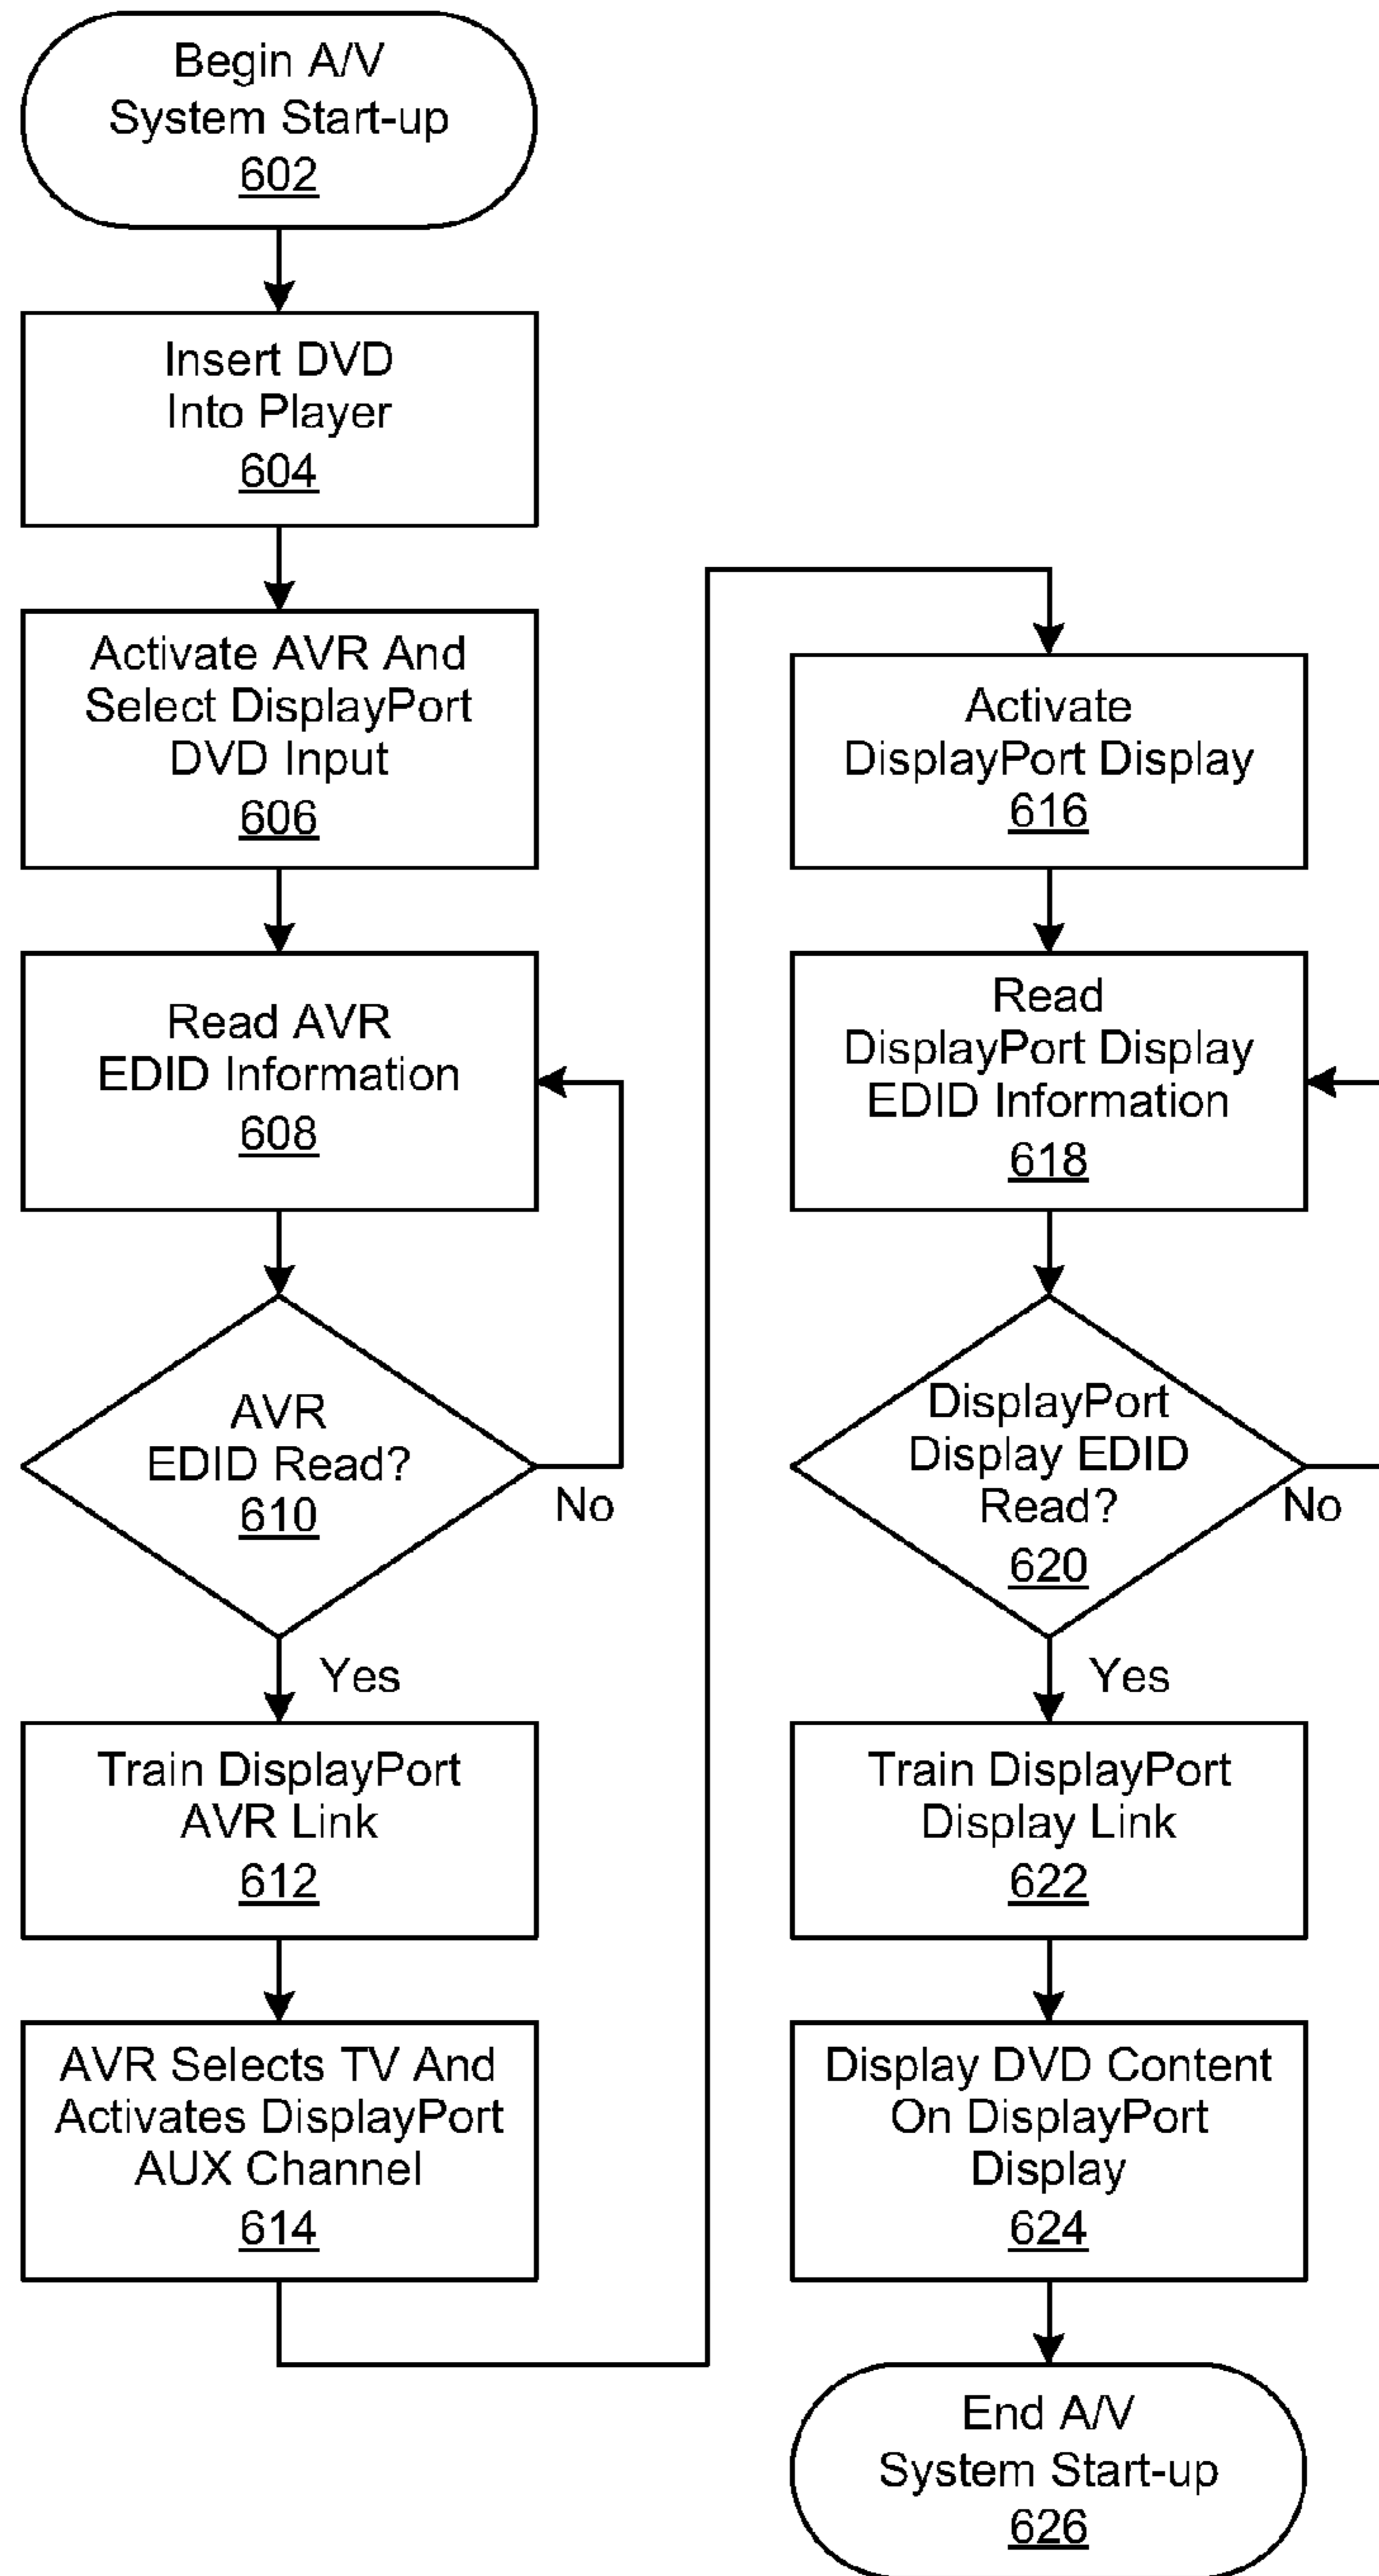 Begin A/V
System Start-up
602
Insert DVD
Into Player
604
Activate AVR And
Select DisplayPort
DVD Input
606
Read AVR
EDID Information
608
AVR
EDID Read?
610
No
Yes
Train DisplayPort
AVR Link
612
AVR Selects TV And
Activates DisplayPort
AUX Channel
614
Activate
DisplayPort Display
616
Read
DisplayPort Display
EDID Information
618
DisplayPort
Display EDID
Read?
620
No
Yes
Train DisplayPort
Display Link
622
Display DVD Content
On DisplayPort
Display
624
End A/V
System Start-up
626